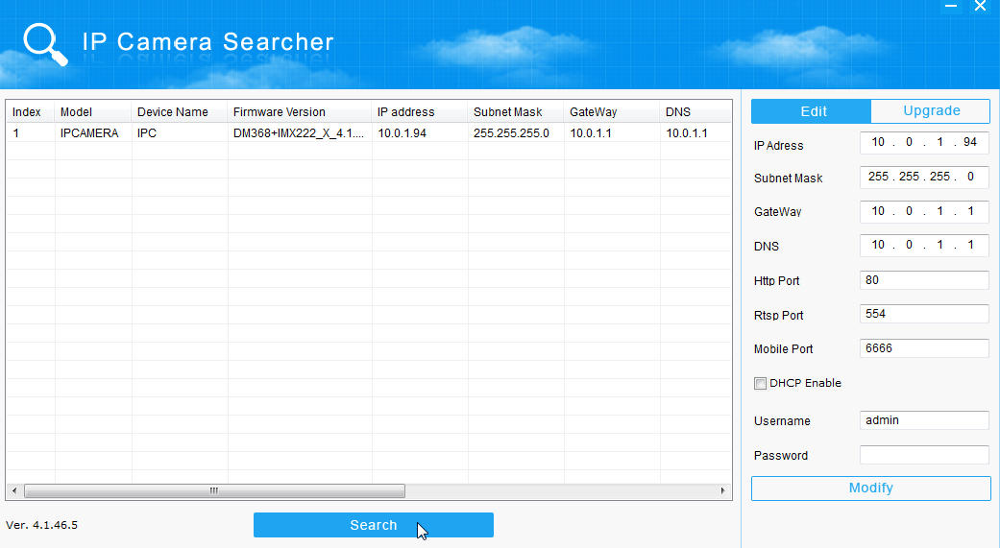 IP Camera Searcher
Index Model Device Name Firmware Version IP address Subnet Mask GateWay DNS
1 IPCAMERA IPC DM368+IMX222_X_4.1.... 10.0.1.94 255.255.255.0 10.0.1.1 10.0.1.1
Ver. 4.1.46.5
Search
Edit Upgrade
IP Adress 10 . 0 . 1 . 94
Subnet Mask 255 . 255 . 255 . 0
GateWay 10 . 0 . 1 . 1
DNS 10 . 0 . 1 . 1
Http Port 80
Rtsp Port 554
Mobile Port 6666
DHCP Enable
Username admin
Password
Modify